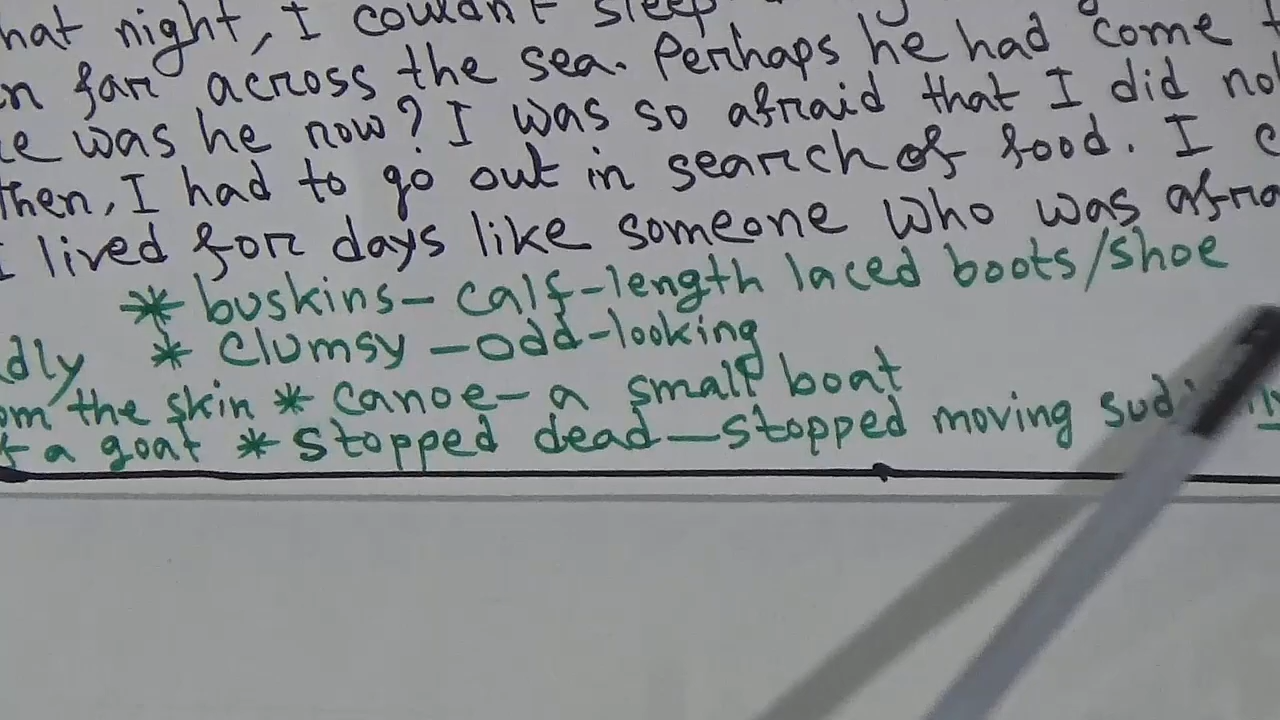 hat night, I couldn't sleep
n far across the sea. Perhaps he had come
e was he now? I was so afraid that I did no
then, I had to go out in search of food. I
I lived for days like someone who was afra
* buskins- calf-length laced boots/shoe
dly * clumsy -odd-looking
om the skin * canoe- a small boat
a goat * stopped dead-stopped moving